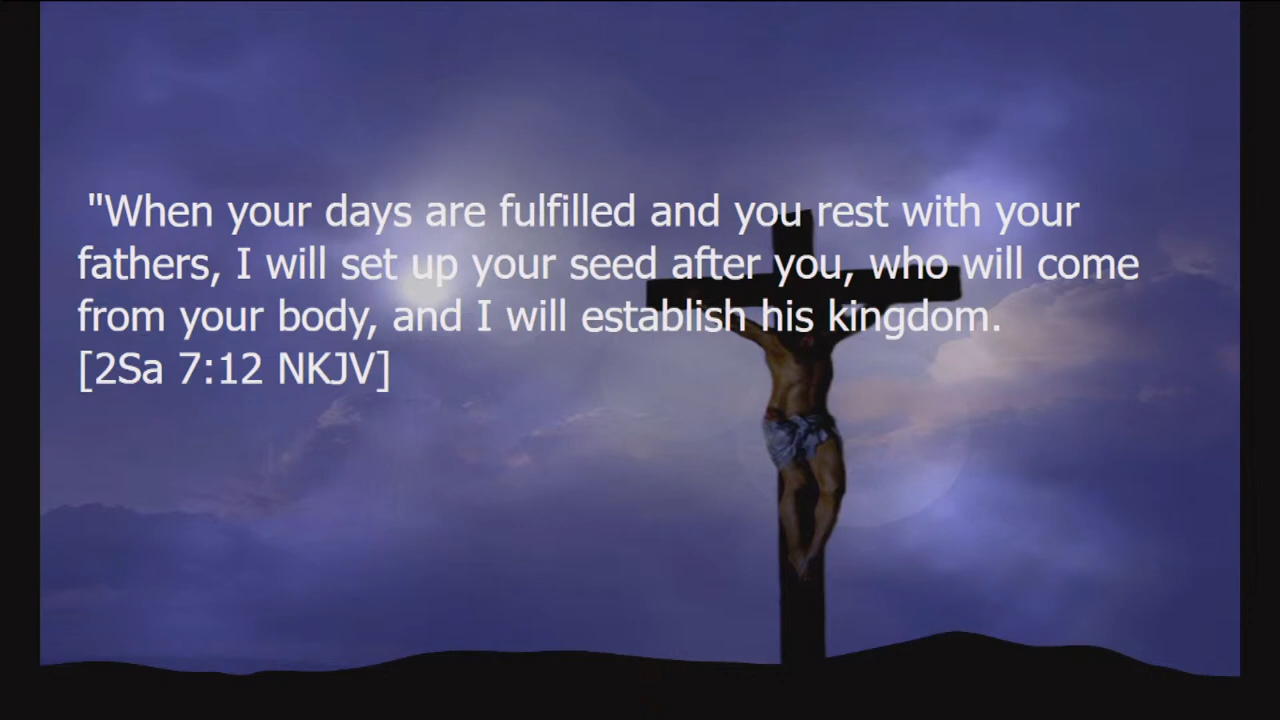 "When your days are fulfilled and you rest with your
fathers, I will set up your seed after you, who will come
from your body, and I will establish his kingdom.
[2Sa 7:12 NKJV]